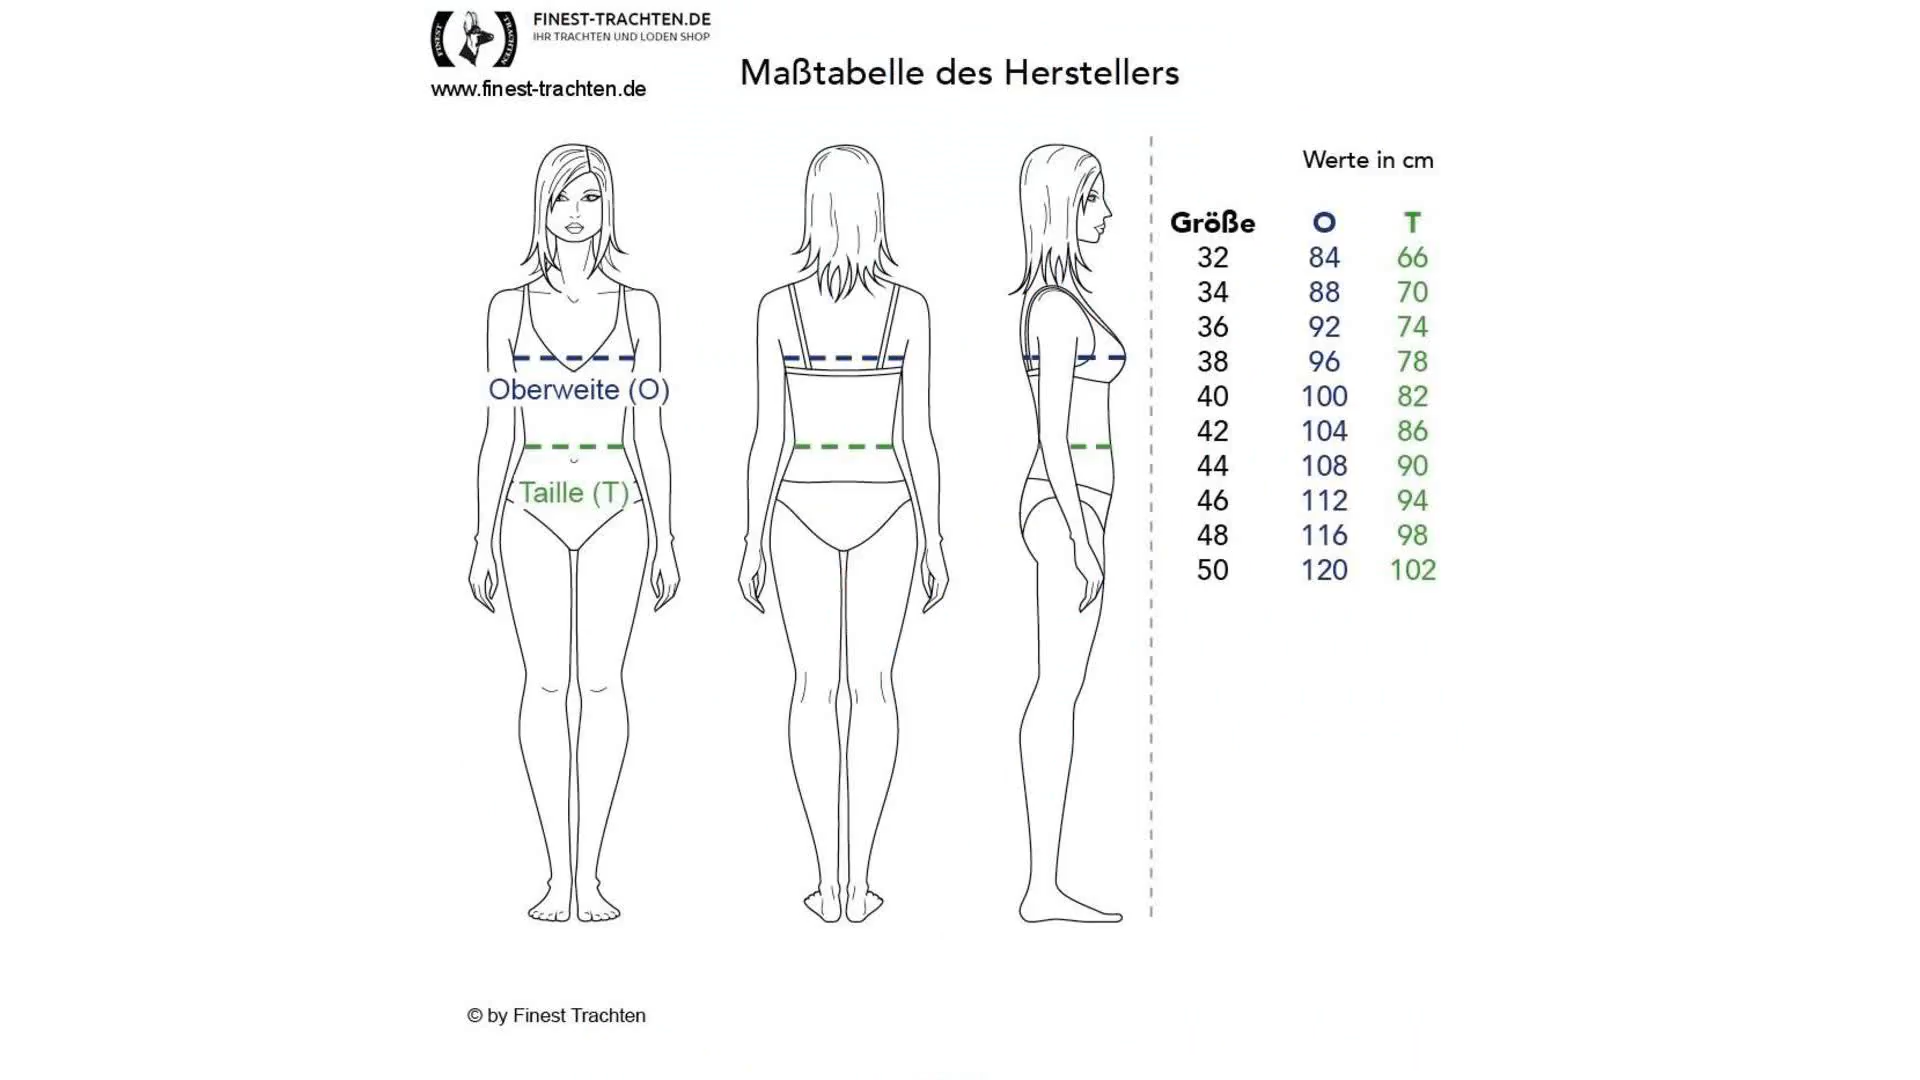 FINEST TRACHTEN
FINEST-TRACHTEN.DE
IHR TRACHTEN UND LODEN SHOP
www.finest-trachten.de
Maßtabelle des Herstellers
Werte in cm
Größe O T
32 84 66
34 88 70
36 92 74
38 96 78
40 100 82
42 104 86
44 108 90
46 112 94
48 116 98
50 120 102
Oberweite (O)
Taille (T)
© by Finest Trachten